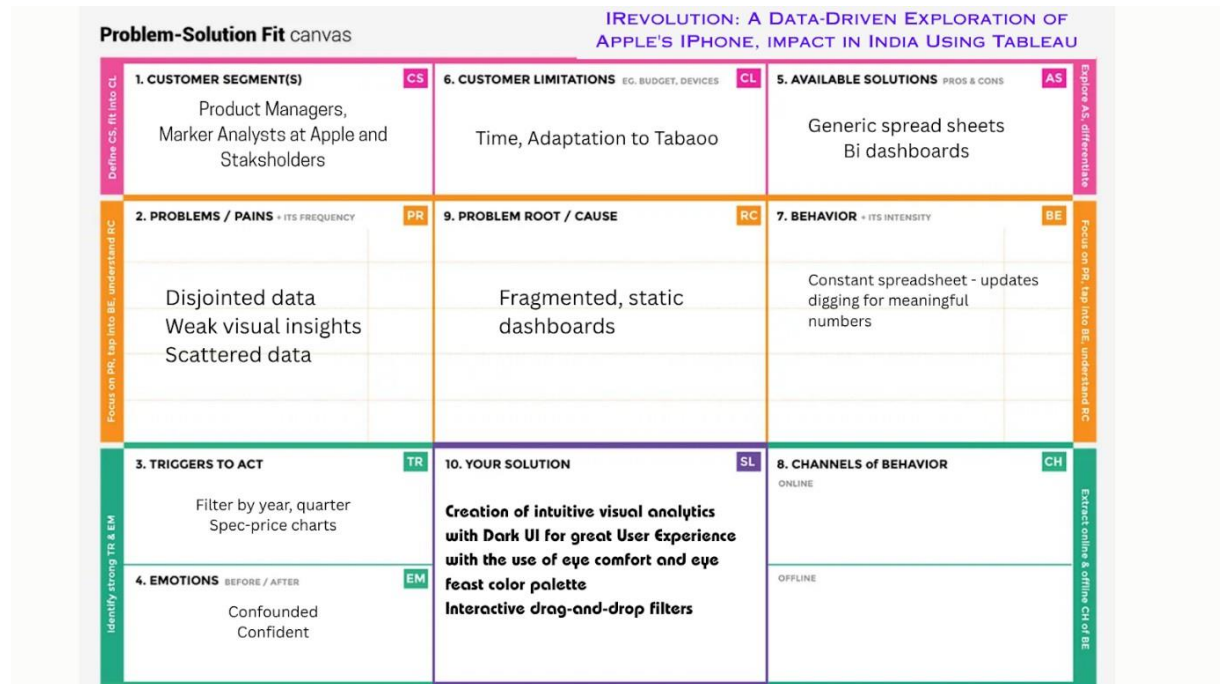 Problem-Solution Fit canvas
IRevolution: A Data-Driven Exploration of
Apple's IPhone, impact in India Using Tableau
Define CS, fit into CL
1. CUSTOMER SEGMENT(S)
CS
Product Managers,
Marker Analysts at Apple and
Staksholders
6. CUSTOMER LIMITATIONS EG. BUDGET, DEVICES
CL
Time, Adaptation to Tabaoo
5. AVAILABLE SOLUTIONS PROS & CONS
AS
Generic spread sheets
Bi dashboards
Explore AS, differentiate
Focus on PR, tap into BE, understand RC
2. PROBLEMS / PAINS + ITS FREQUENCY
PR
Disjointed data
Weak visual insights
Scattered data
9. PROBLEM ROOT / CAUSE
RC
Fragmented, static
dashboards
7. BEHAVIOR + ITS INTENSITY
BE
Constant spreadsheet - updates
digging for meaningful
numbers
Focus on PR, tap into BE, understand RC
Identify strong TR & EM
3. TRIGGERS TO ACT
TR
Filter by year, quarter
Spec-price charts
4. EMOTIONS BEFORE / AFTER
EM
Confounded
Confident
10. YOUR SOLUTION
SL
Creation of intuitive visual analytics
with Dark UI for great User Experience
with the use of eye comfort and eye
feast color palette
Interactive drag-and-drop filters
8. CHANNELS of BEHAVIOR
CH
ONLINE
OFFLINE
Extract online & offline CH of BE